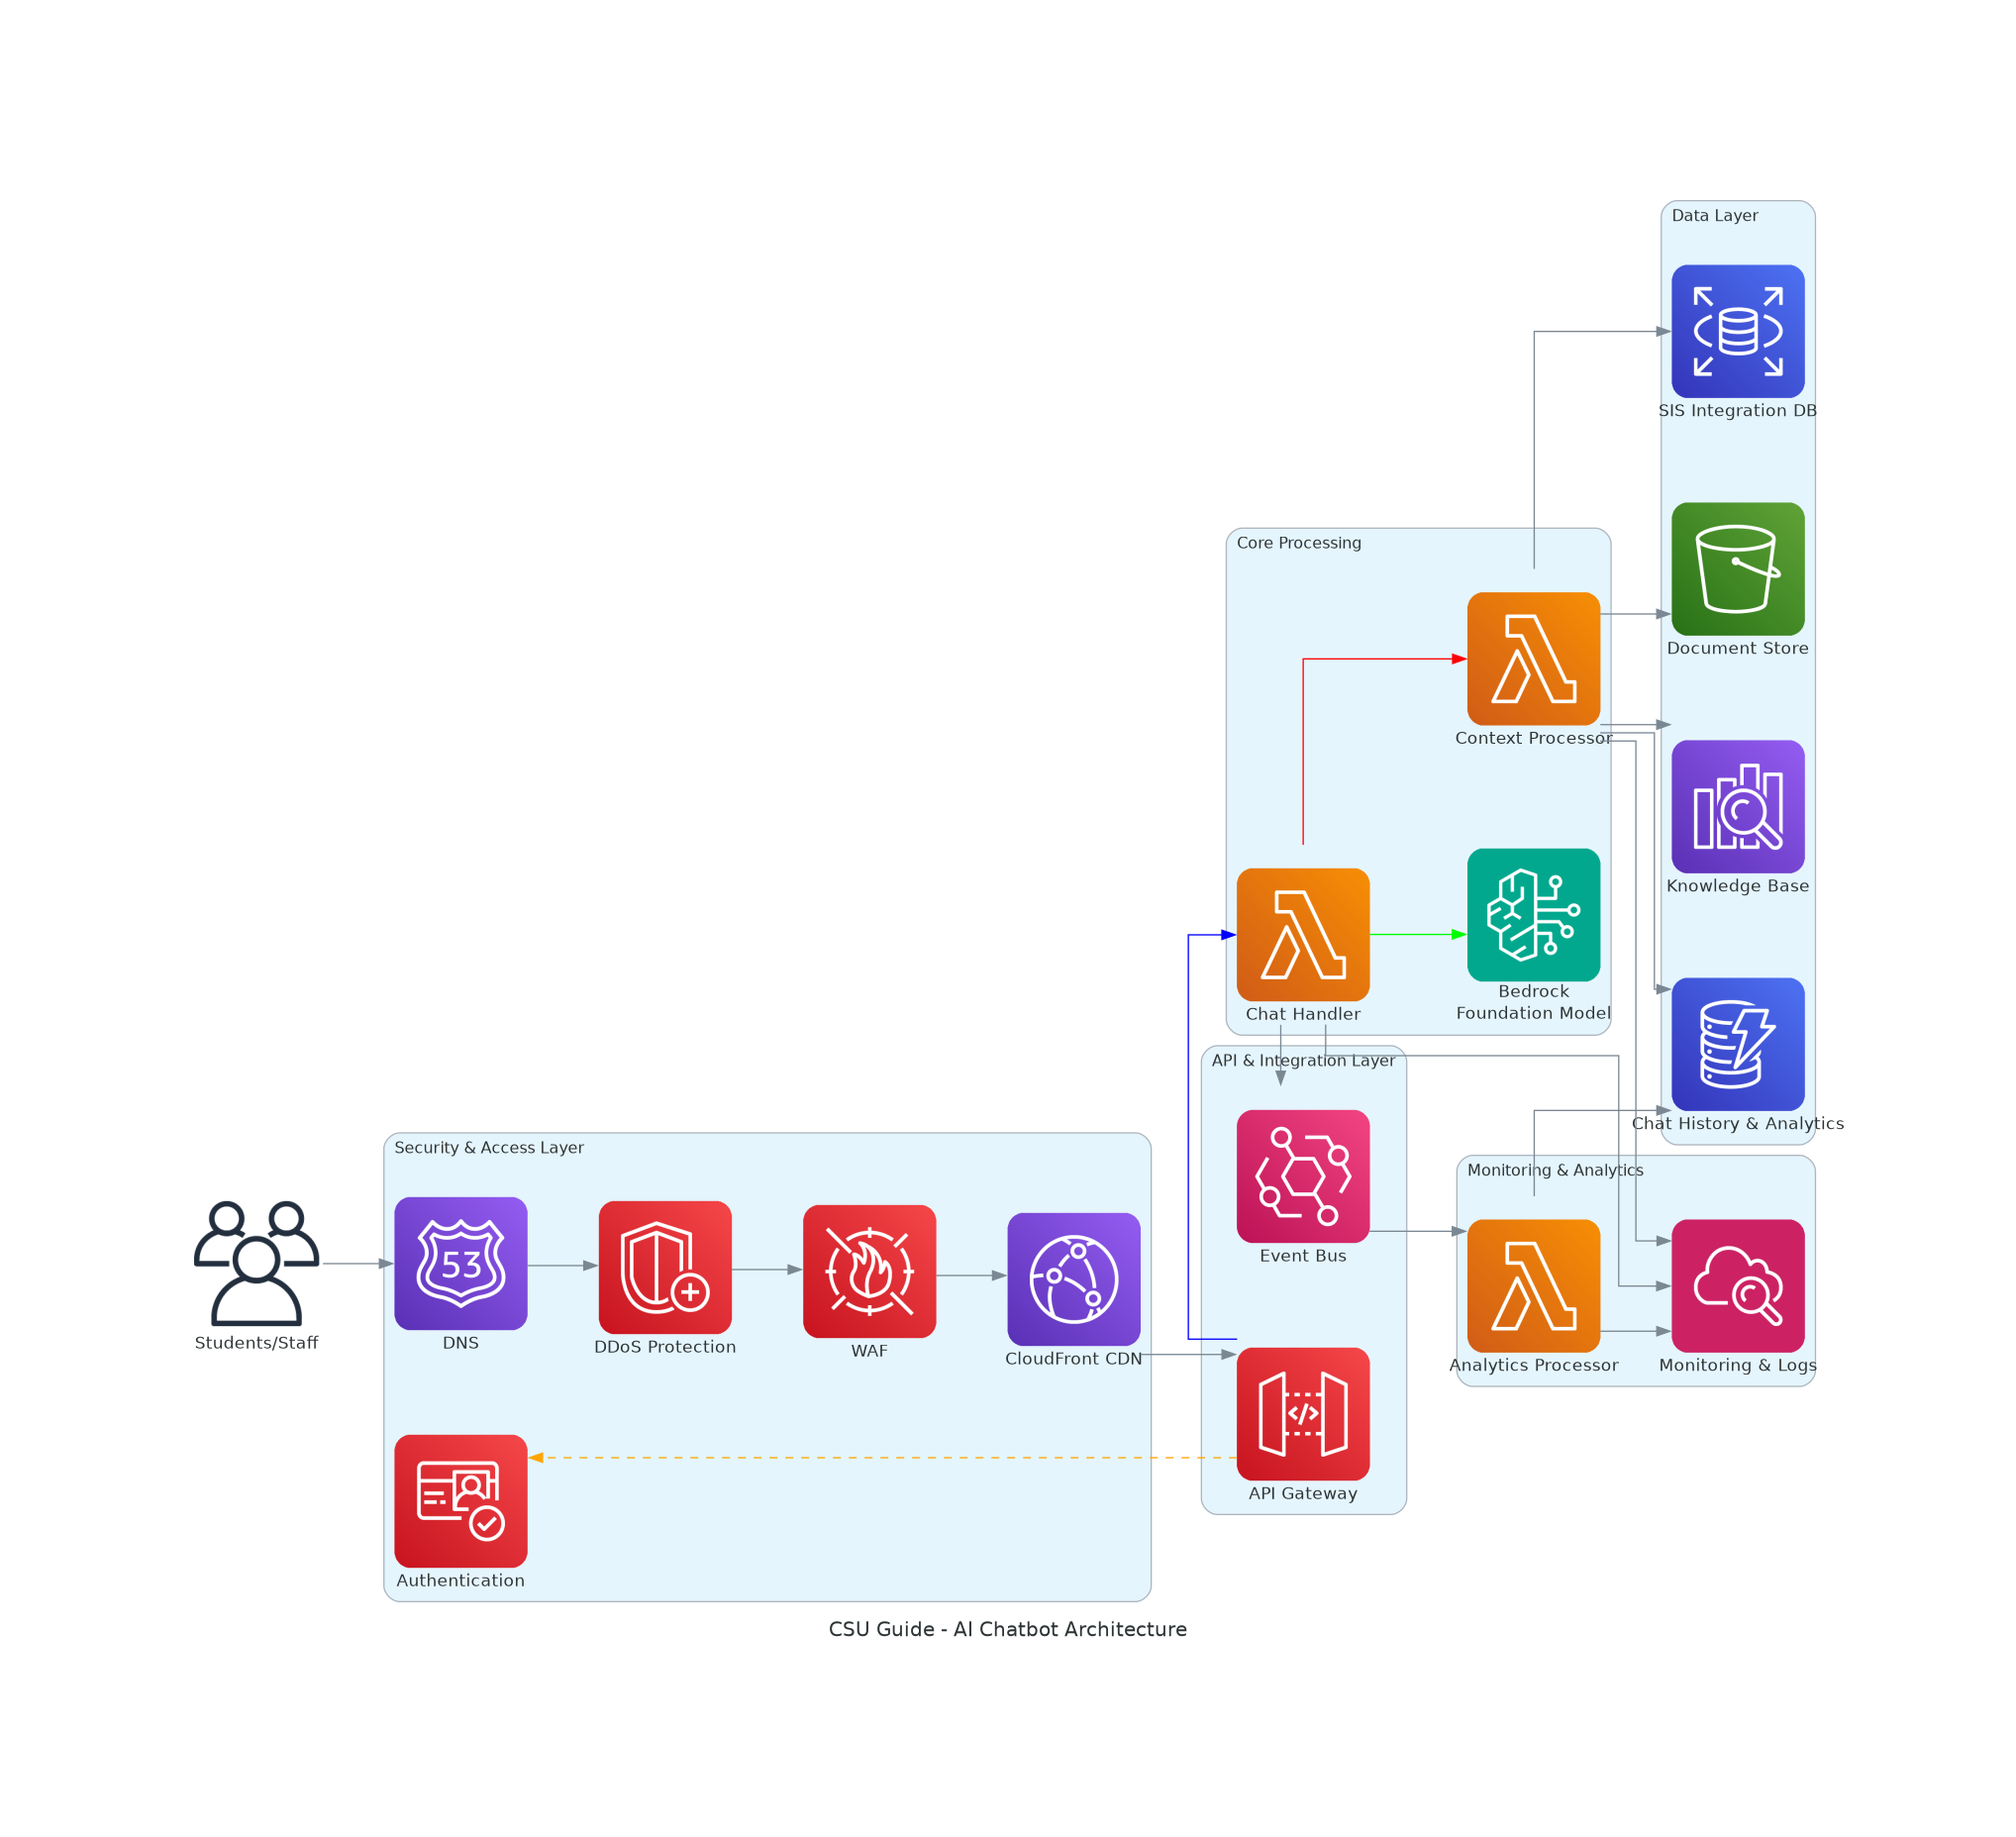 Data Layer
SIS Integration DB
Document Store
Knowledge Base
Chat History & Analytics
Core Processing
Context Processor
Chat Handler
Bedrock
Foundation Model
API & Integration Layer
Event Bus
API Gateway
Monitoring & Analytics
Analytics Processor
Monitoring & Logs
Security & Access Layer
Students/Staff
53
DNS
DDoS Protection
WAF
CloudFront CDN
Authentication
CSU Guide - AI Chatbot Architecture